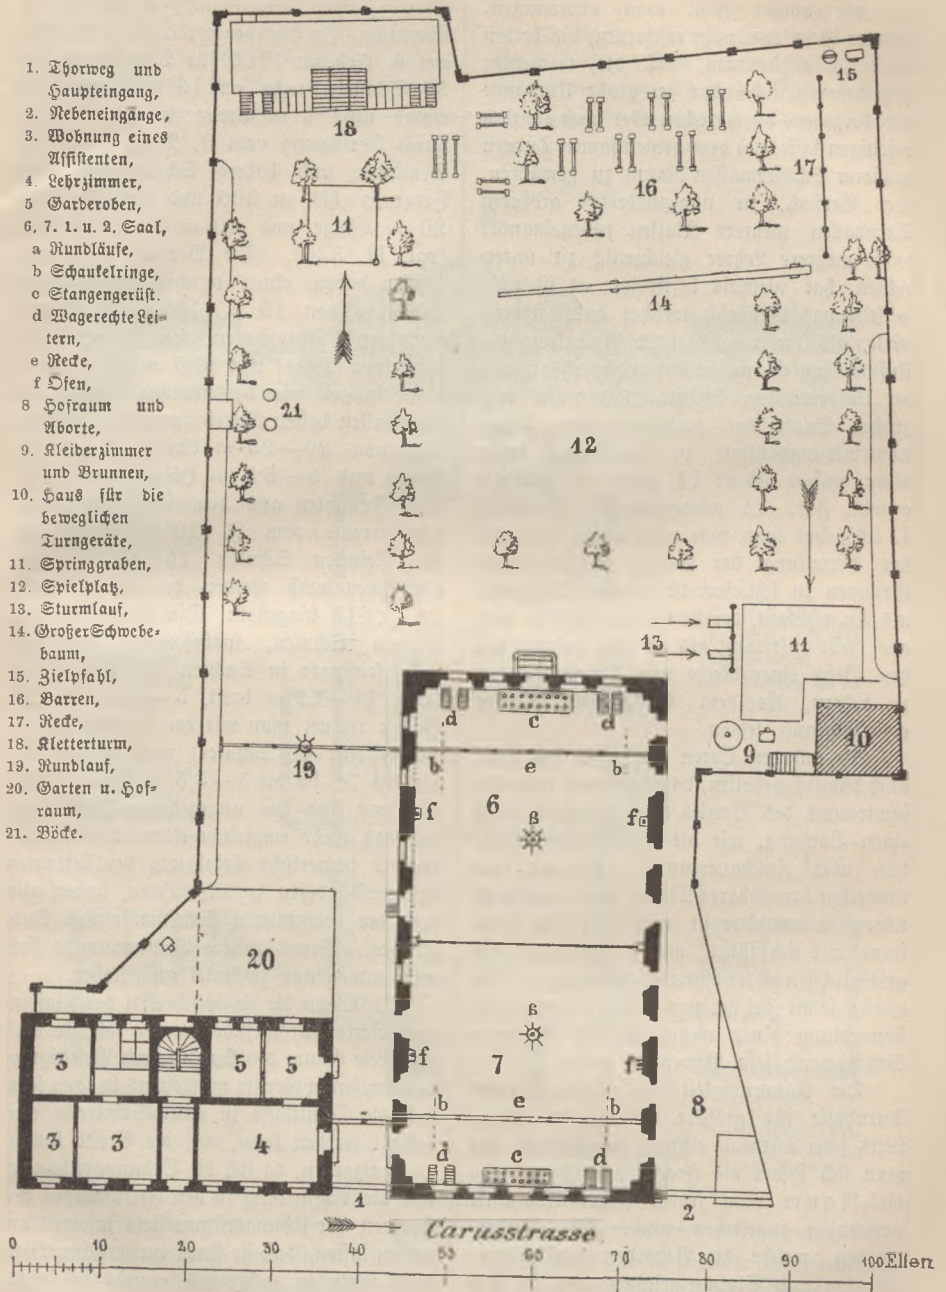 1. Thorweg und
Haupteingang,
2. Nebeneingänge,
3. Wohnung eines
Assistenten,
4. Lehrzimmer,
5 Garderoben,
6, 7. 1. u. 2. Saal,
a Rundläufe,
b Schaukelringe,
c Stangengerüst.
d Wagerechte Lei-
tern,
e Recke,
f Öfen,
8 Hofraum und
Aborte,
9. Kleiderzimmer
und Brunnen,
10. Haus für die
beweglichen
Turngeräte,
11. Springgraben,
12. Spielplatz,
13. Sturmlauf,
14. Großer Schwebe-
baum,
15. Zielpfahl,
16. Barren,
17. Recke,
18. Kletterturm,
19. Rundlauf,
20. Garten u. Hof-
raum,
21. Böcke.
15
18
16
17
11
14
21
12
13
11
d c d
9
10
19
b e b
6
f a f
20
a
3 5 5
f 7 f
b e b
8
3 3 4
d c d
1
2
Carusstrasse
0 10 20 30 40 50 60 70 80 90 100 Ellen